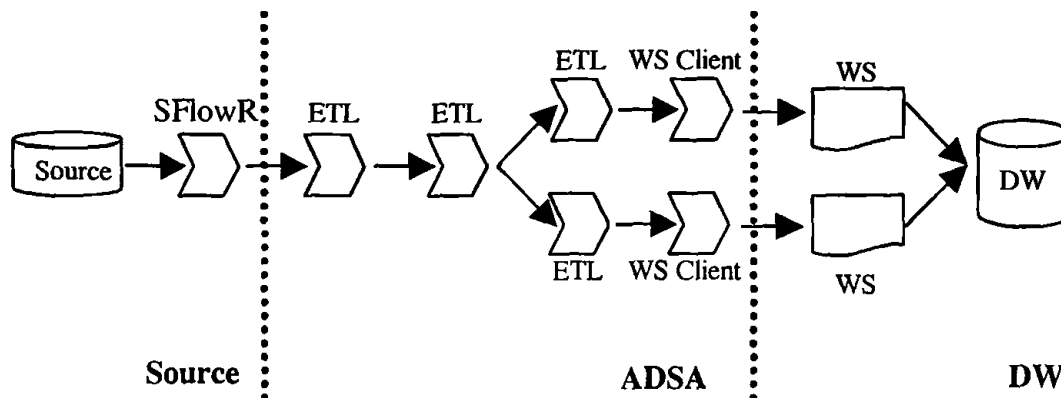 ETL WS Client
WS
SFlowR
ETL
ETL
Source
DW
ETL WS Client
WS
Source
ADSA
DW